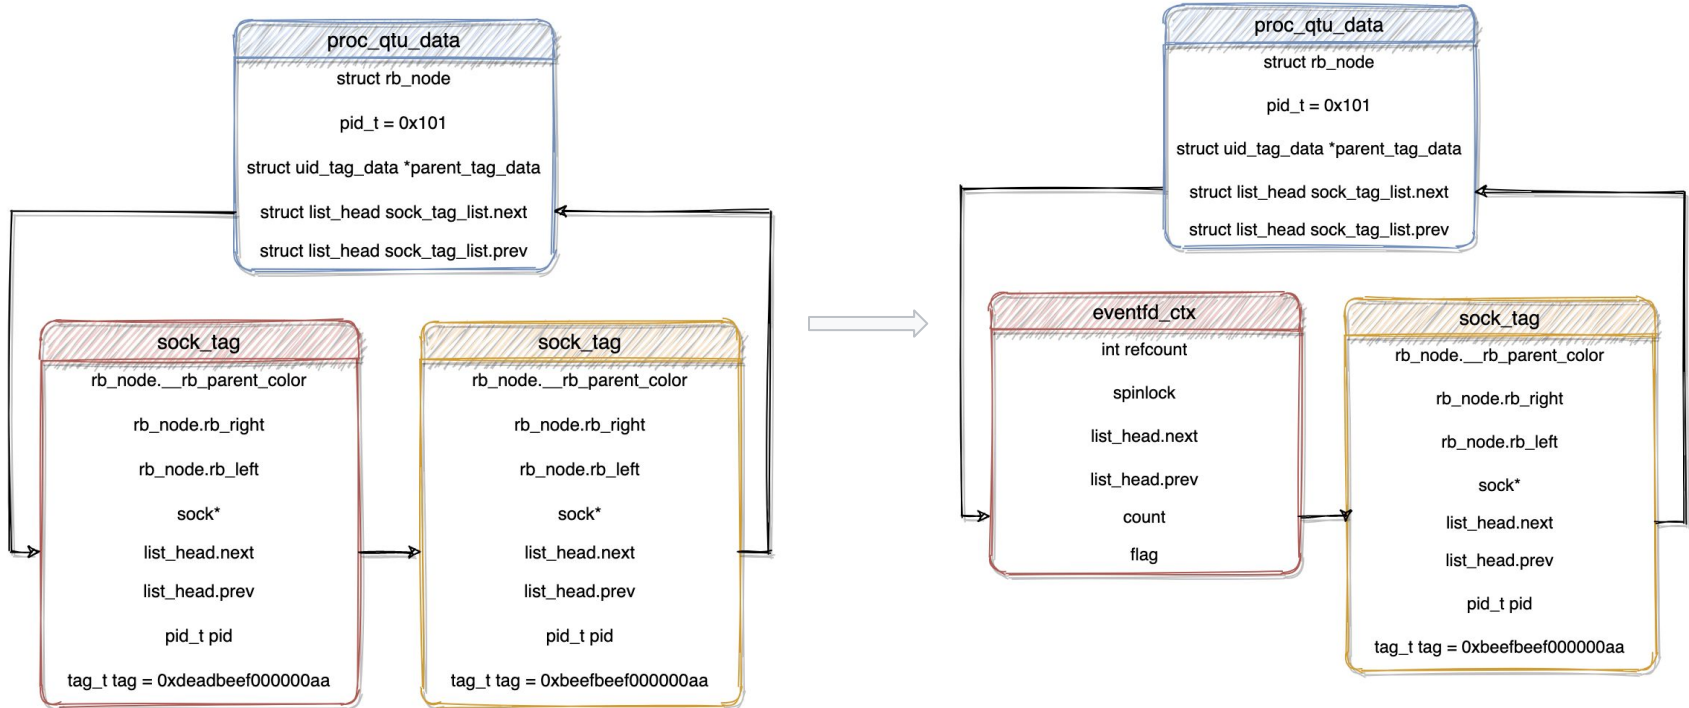 proc_qtu_data
struct rb_node
pid_t = 0x101
struct uid_tag_data *parent_tag_data
struct list_head sock_tag_list.next
struct list_head sock_tag_list.prev
sock_tag
rb_node.__rb_parent_color
rb_node.rb_right
rb_node.rb_left
sock*
list_head.next
list_head.prev
pid_t pid
tag_t tag = 0xdeadbeef000000aa
sock_tag
rb_node.__rb_parent_color
rb_node.rb_right
rb_node.rb_left
sock*
list_head.next
list_head.prev
pid_t pid
tag_t tag = 0xbeefbeef000000aa
proc_qtu_data
struct rb_node
pid_t = 0x101
struct uid_tag_data *parent_tag_data
struct list_head sock_tag_list.next
struct list_head sock_tag_list.prev
eventfd_ctx
int refcount
spinlock
list_head.next
list_head.prev
count
flag
sock_tag
rb_node.__rb_parent_color
rb_node.rb_right
rb_node.rb_left
sock*
list_head.next
list_head.prev
pid_t pid
tag_t tag = 0xbeefbeef000000aa